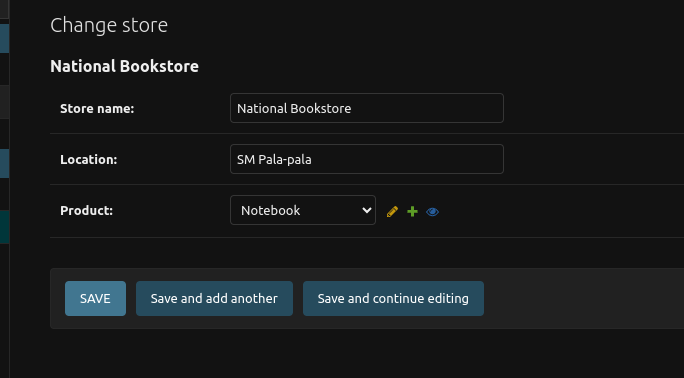 Change store
National Bookstore
Store name: National Bookstore
Location: SM Pala-pala
Product: Notebook
SAVE Save and add another Save and continue editing